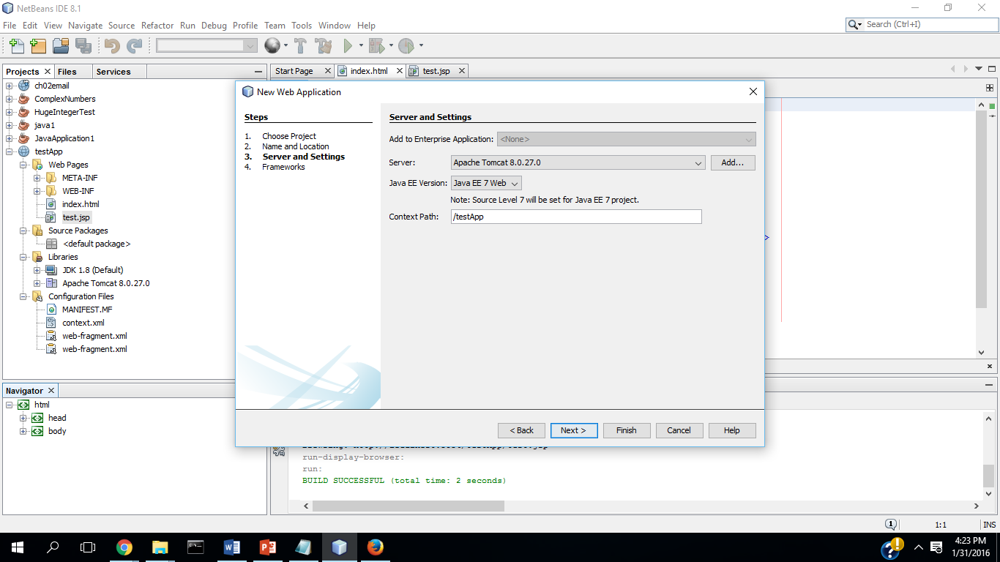 NetBeans IDE 8.1
File Edit View Navigate Source Refactor Run Debug Profile Team Tools Window Help
Search (Ctrl+I)
Projects Files Services
Start Page index.html test.jsp
ch02email
ComplexNumbers
HugeIntegerTest
java1
JavaApplication1
testApp
Web Pages
META-INF
WEB-INF
index.html
test.jsp
Source Packages
<default package>
Libraries
JDK 1.8 (Default)
Apache Tomcat 8.0.27.0
Configuration Files
MANIFEST.MF
context.xml
web-fragment.xml
web-fragment.xml
Navigator
html
head
body
New Web Application
Steps
1. Choose Project
2. Name and Location
3. Server and Settings
4. Frameworks
Server and Settings
Add to Enterprise Application: <None>
Server: Apache Tomcat 8.0.27.0 Add...
Java EE Version: Java EE 7 Web
Note: Source Level 7 will be set for Java EE 7 project.
Context Path: /testApp
< Back Next > Finish Cancel Help
run-display-browser:
run:
BUILD SUCCESSFUL (total time: 2 seconds)
1 1:1 INS
4:23 PM
1/31/2016